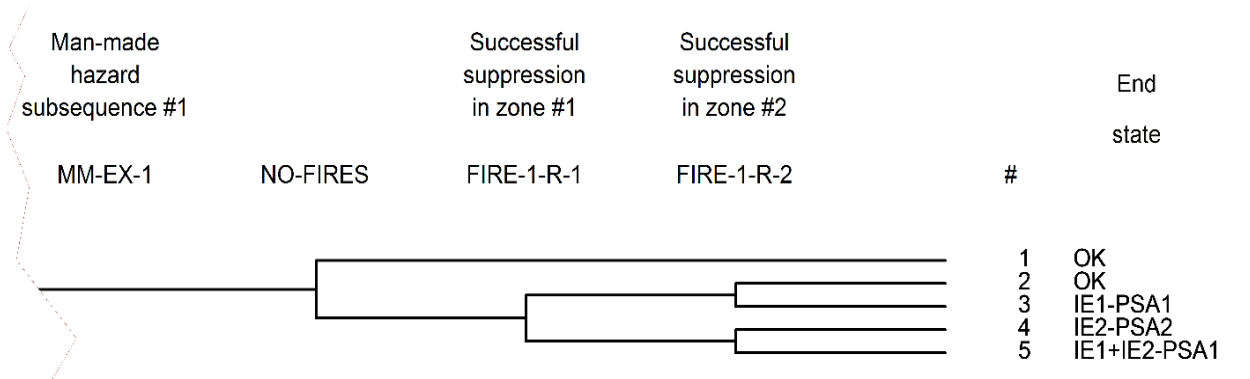 Man-made
hazard
subsequence #1
Successful
suppression
in zone #1
Successful
suppression
in zone #2
End
state
MM-EX-1
NO-FIRES
FIRE-1-R-1
FIRE-1-R-2
#
1 OK
2 OK
3 IE1-PSA1
4 IE2-PSA2
5 IE1+IE2-PSA1